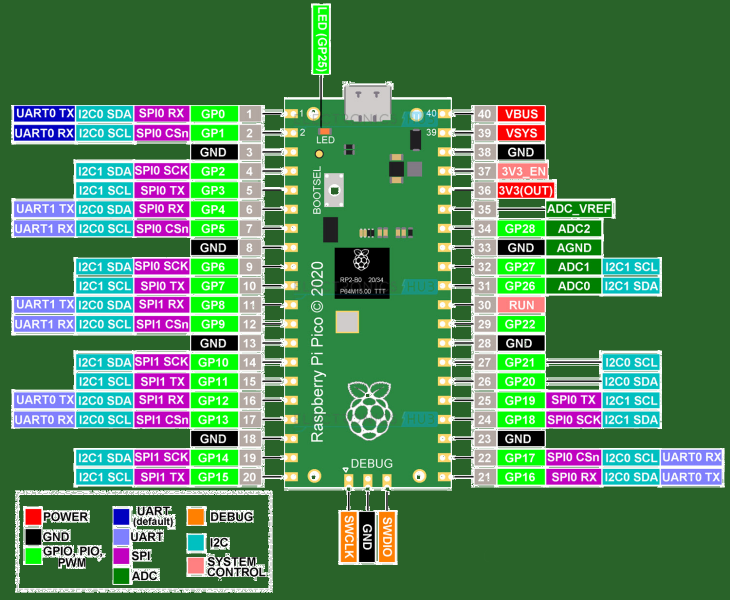 LED (GP25)
UART0 TX I2C0 SDA SPI0 RX GP0 1
UART0 RX I2C0 SCL SPI0 CSn GP1 2
GND 3
I2C1 SDA SPI0 SCK GP2 4
I2C1 SCL SPI0 TX GP3 5
UART1 TX I2C0 SDA SPI0 RX GP4 6
UART1 RX I2C0 SCL SPI0 CSn GP5 7
GND 8
I2C1 SDA SPI0 SCK GP6 9
I2C1 SCL SPI0 TX GP7 10
UART1 TX I2C0 SDA SPI1 RX GP8 11
UART1 RX I2C0 SCL SPI1 CSn GP9 12
GND 13
I2C1 SDA SPI1 SCK GP10 14
I2C1 SCL SPI1 TX GP11 15
UART0 TX I2C0 SDA SPI1 RX GP12 16
UART0 RX I2C0 SCL SPI1 CSn GP13 17
GND 18
I2C1 SDA SPI1 SCK GP14 19
I2C1 SCL SPI1 TX GP15 20
1
2
40
39
LED
BOOTSEL
RP2-B0 20/34
P64M15.00 TTT
Raspberry Pi Pico © 2020
DEBUG
40 VBUS
39 VSYS
38 GND
37 3V3_EN
36 3V3(OUT)
35 ADC_VREF
34 GP28 ADC2
33 GND AGND
32 GP27 ADC1 I2C1 SCL
31 GP26 ADC0 I2C1 SDA
30 RUN
29 GP22
28 GND
27 GP21 I2C0 SCL
26 GP20 I2C0 SDA
25 GP19 SPI0 TX I2C1 SCL
24 GP18 SPI0 SCK I2C1 SDA
23 GND
22 GP17 SPI0 CSn I2C0 SCL UART0 RX
21 GP16 SPI0 RX I2C0 SDA UART0 TX
SWCLK
GND
SWDIO
POWER
GND
GPIO, PIO,
PWM
UART
(default)
UART
SPI
ADC
DEBUG
I2C
SYSTEM
CONTROL